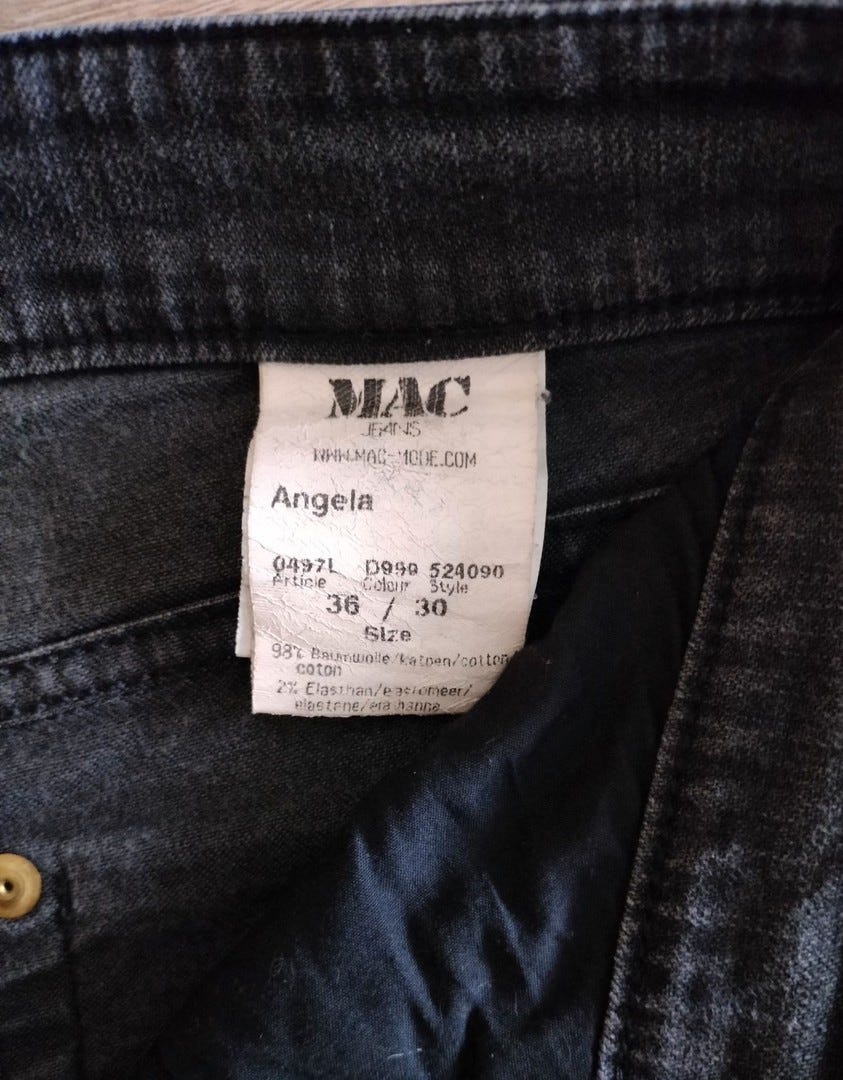 MAC
JEANS
WWW.MAC-MODE.COM
Angela
0497L D999 524090
Article Colour Style
36 / 30
Size
98% Baumwolle/katoen/cotton/
coton
2% Elasthan/elastomeer/
elastane/